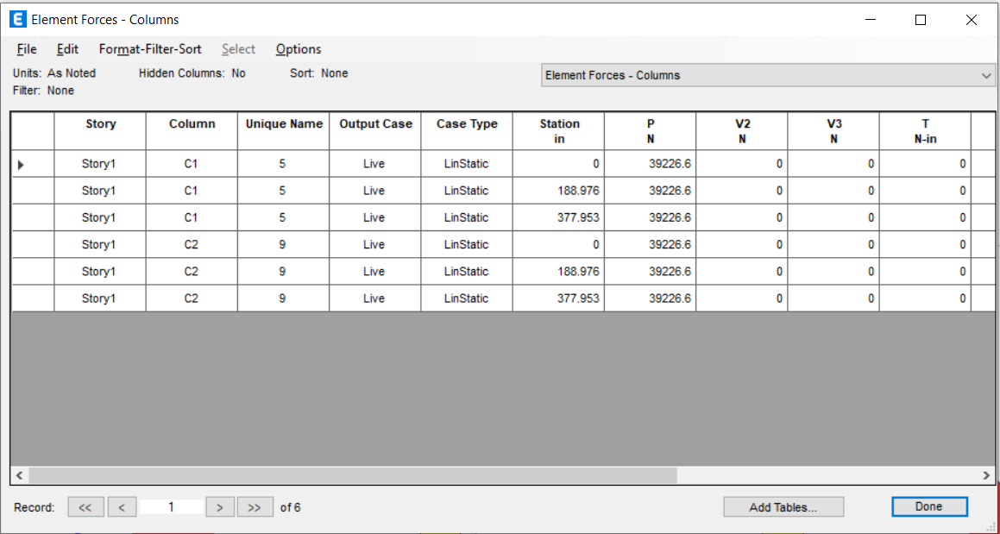 E Element Forces - Columns
File Edit Format-Filter-Sort Select Options
Units: As Noted Hidden Columns: No Sort: None Element Forces - Columns
Filter: None
Story Column Unique Name Output Case Case Type Station P V2 V3 T
in N N N N-in
Story1 C1 5 Live LinStatic 0 39226.6 0 0 0
Story1 C1 5 Live LinStatic 188.976 39226.6 0 0 0
Story1 C1 5 Live LinStatic 377.953 39226.6 0 0 0
Story1 C2 9 Live LinStatic 0 39226.6 0 0 0
Story1 C2 9 Live LinStatic 188.976 39226.6 0 0 0
Story1 C2 9 Live LinStatic 377.953 39226.6 0 0 0
Record: << < 1 > >> of 6 Add Tables... Done